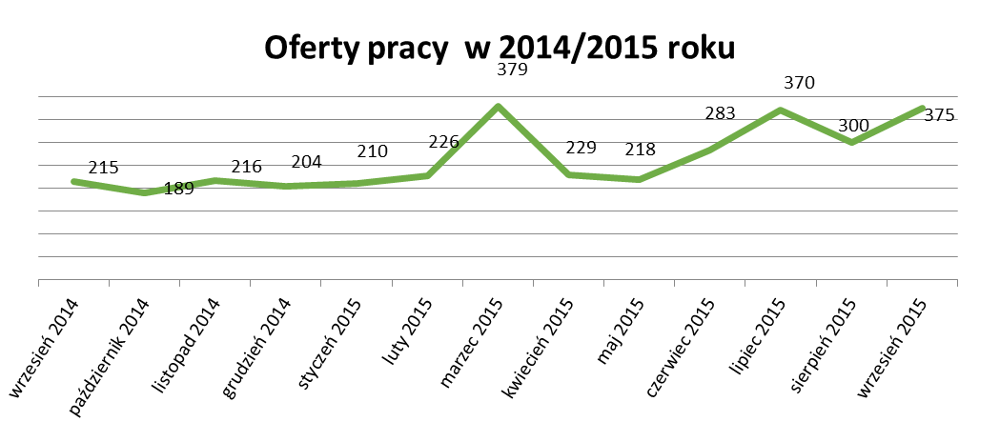 Oferty pracy  w 2014/2015 roku
215
189
216
204
210
226
379
229
218
283
370
300
375
wrzesień 2014
październik 2014
listopad 2014
grudzień 2014
styczeń 2015
luty 2015
marzec 2015
kwiecień 2015
maj 2015
czerwiec 2015
lipiec 2015
sierpień 2015
wrzesień 2015